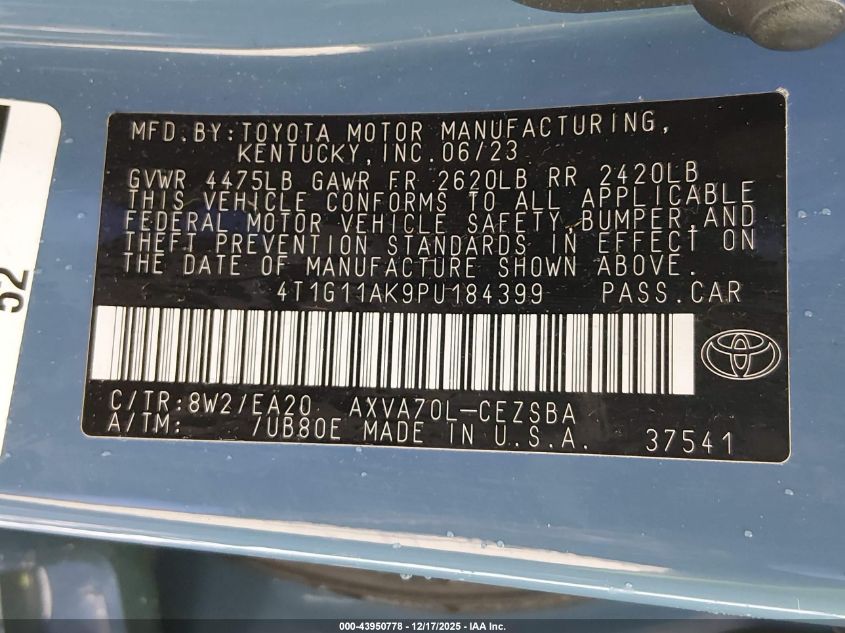 MFD.BY:TOYOTA MOTOR MANUFACTURING,
KENTUCKY,INC.06/23
GVWR 4475LB GAWR FR 2620LB RR 2420LB
THIS VEHICLE CONFORMS TO ALL APPLICABLE
FEDERAL MOTOR VEHICLE SAFETY,BUMPER,AND
THEFT PREVENTION STANDARDS IN EFFECT ON
THE DATE OF MANUFACTURE SHOWN ABOVE.
4T1G11AK9PU184399 PASS.CAR
C/TR:8W2/EA20 AXVA70L-CEZSBA
A/TM: /UB80E MADE IN U.S.A. 37541
52
000-43950778 - 12/17/2025 - IAA Inc.